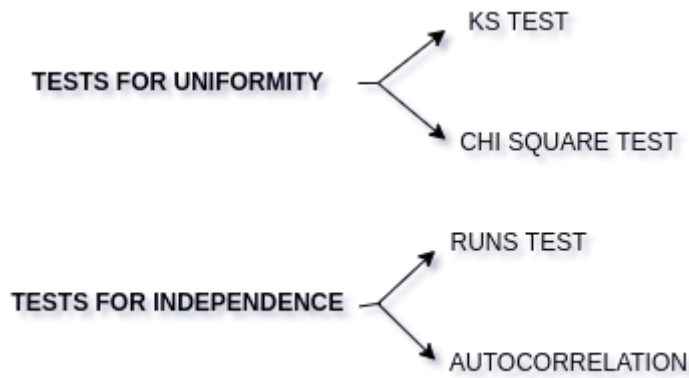 KS TEST
TESTS FOR UNIFORMITY
CHI SQUARE TEST
RUNS TEST
TESTS FOR INDEPENDENCE
AUTOCORRELATION